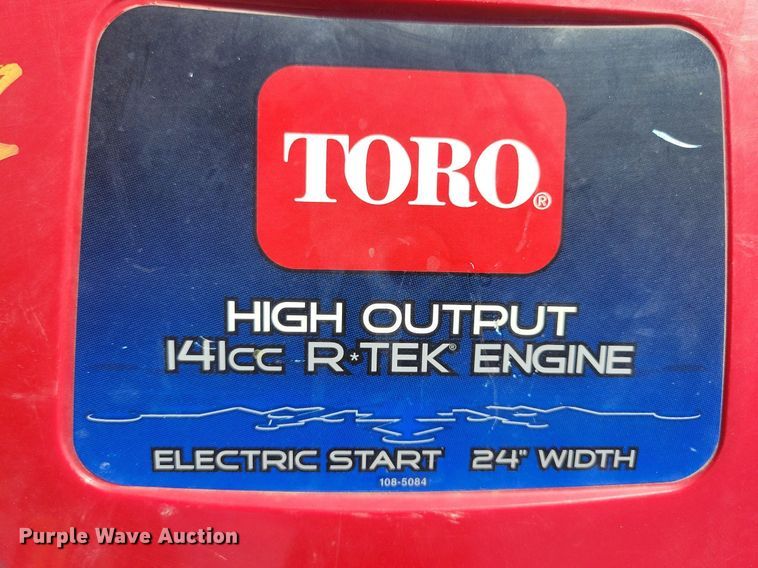 TORO®
HIGH OUTPUT
141cc R*TEK® ENGINE
ELECTRIC START 24" WIDTH
108-5084
Purple Wave Auction